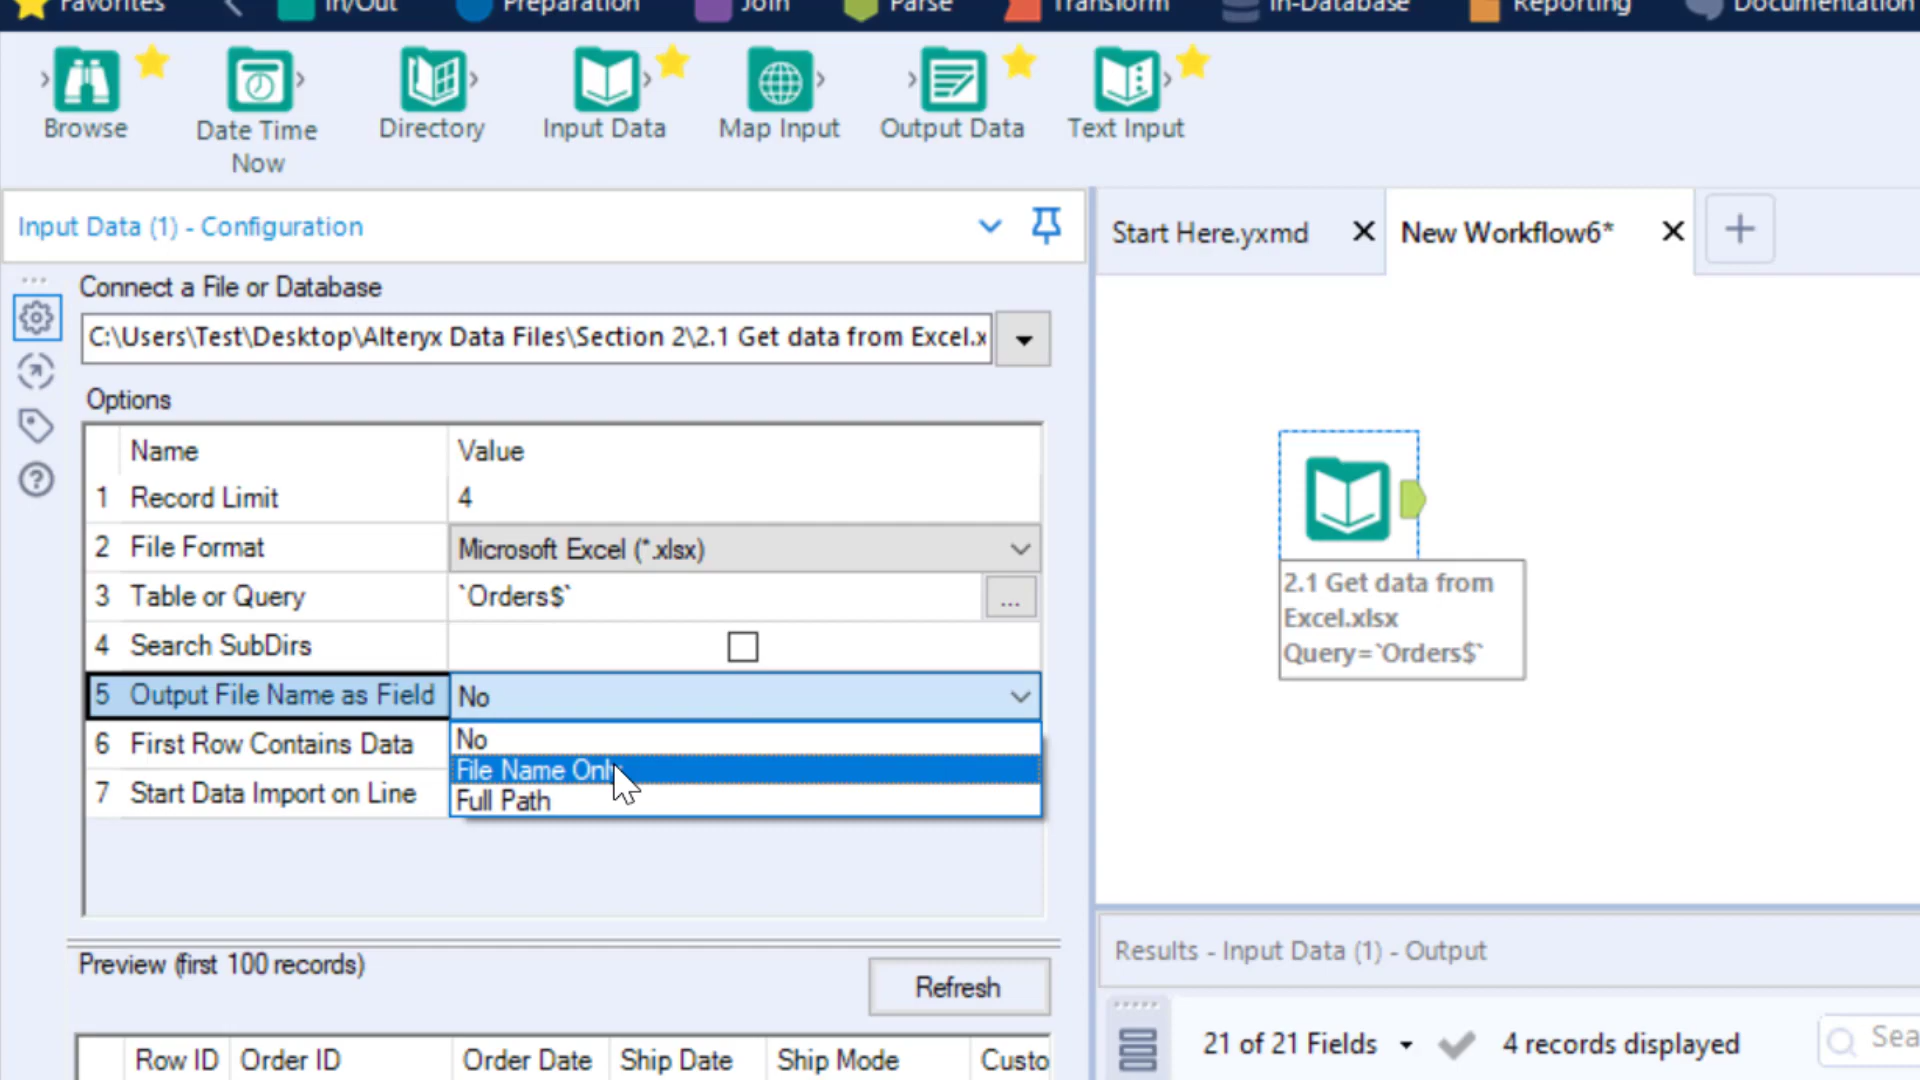 Favorites In/Out Preparation Join Parse Transform In-Database Reporting Documentation
Browse Date Time Now Directory Input Data Map Input Output Data Text Input
Input Data (1) - Configuration
Start Here.yxmd New Workflow6*
Connect a File or Database
C:\Users\Test\Desktop\Alteryx Data Files\Section 2\2.1 Get data from Excel.x
Options
Name Value
1 Record Limit 4
2 File Format Microsoft Excel (*.xlsx)
3 Table or Query `Orders$` ...
4 Search SubDirs
5 Output File Name as Field No
6 First Row Contains Data
7 Start Data Import on Line
No
File Name Only
Full Path
2.1 Get data from
Excel.xlsx
Query=`Orders$`
Preview (first 100 records)
Refresh
Row ID Order ID Order Date Ship Date Ship Mode Custo
Results - Input Data (1) - Output
21 of 21 Fields 4 records displayed Sea